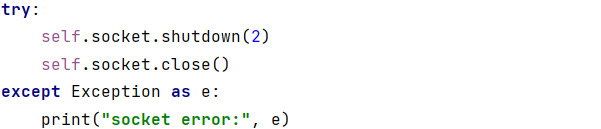 try:
    self.socket.shutdown(2)
    self.socket.close()
except Exception as e:
    print("socket error:", e)